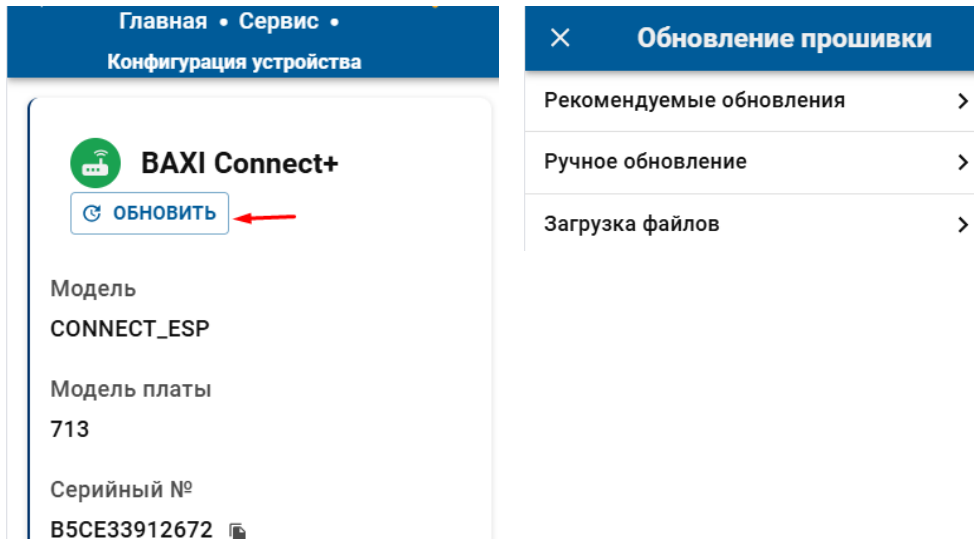 Главная • Сервис •
Конфигурация устройства
BAXI Connect+
ОБНОВИТЬ
Модель
CONNECT_ESP
Модель платы
713
Серийный №
B5CE33912672
Обновление прошивки
Рекомендуемые обновления
Ручное обновление
Загрузка файлов